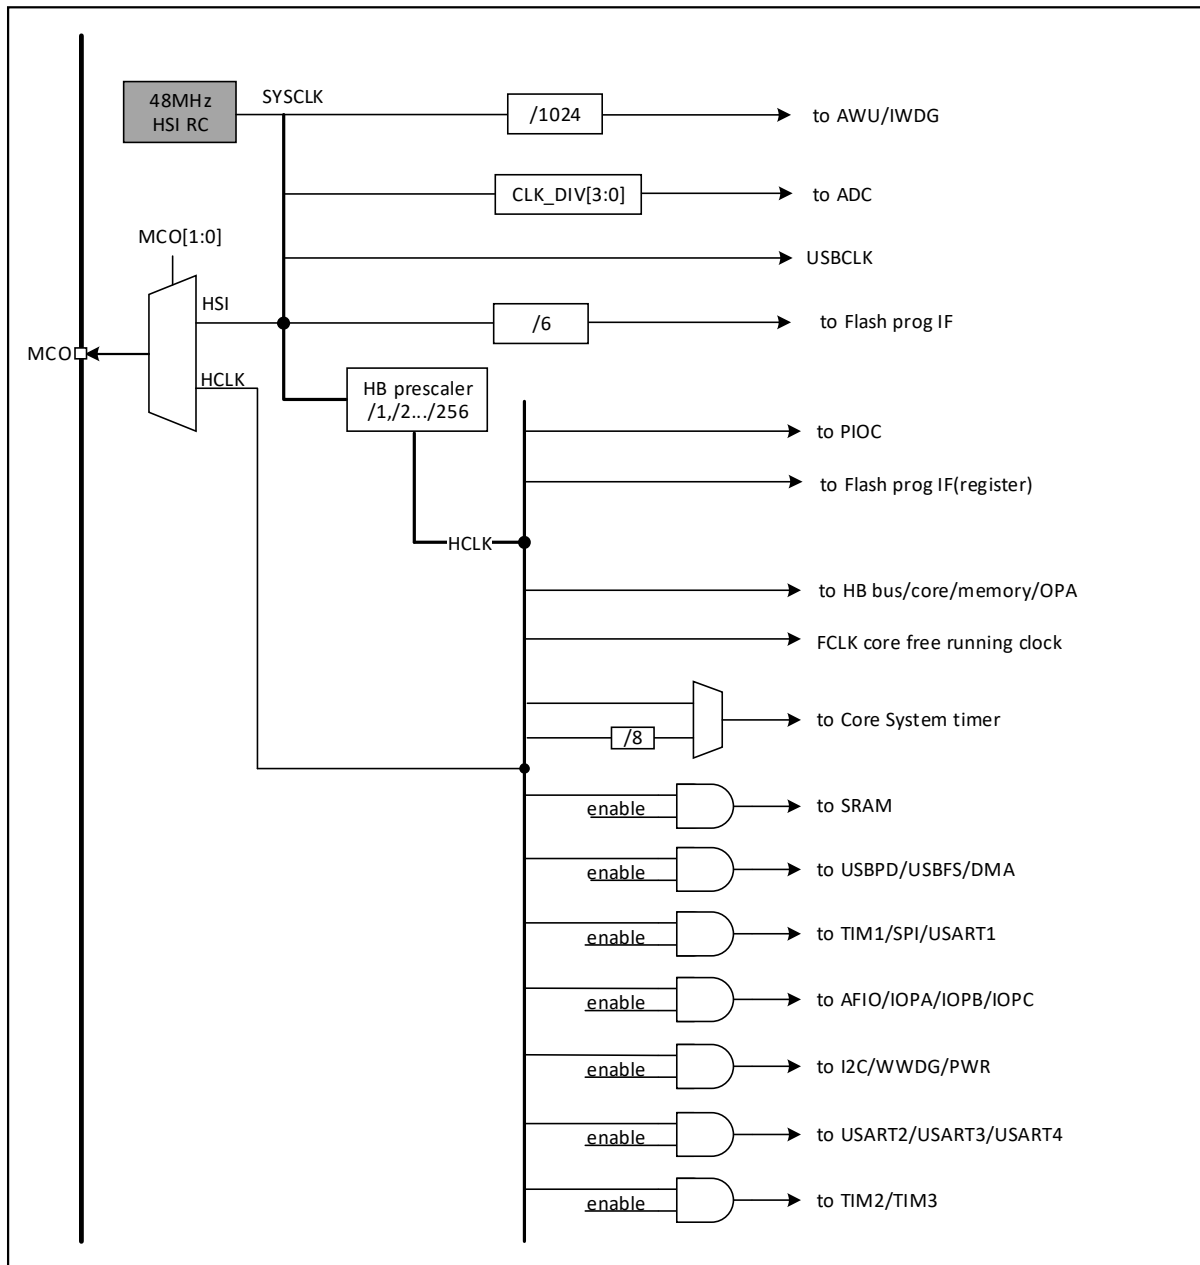 48MHz
HSI RC
SYSCLK
/1024
to AWU/IWDG
CLK_DIV[3:0]
to ADC
MCO[1:0]
USBCLK
HSI
/6
to Flash prog IF
MCO
HCLK
HB prescaler
/1,/2.../256
to PIOC
to Flash prog IF(register)
HCLK
to HB bus/core/memory/OPA
FCLK core free running clock
to Core System timer
/8
enable
to SRAM
enable
to USBPD/USBFS/DMA
enable
to TIM1/SPI/USART1
enable
to AFIO/IOPA/IOPB/IOPC
enable
to I2C/WWDG/PWR
enable
to USART2/USART3/USART4
enable
to TIM2/TIM3